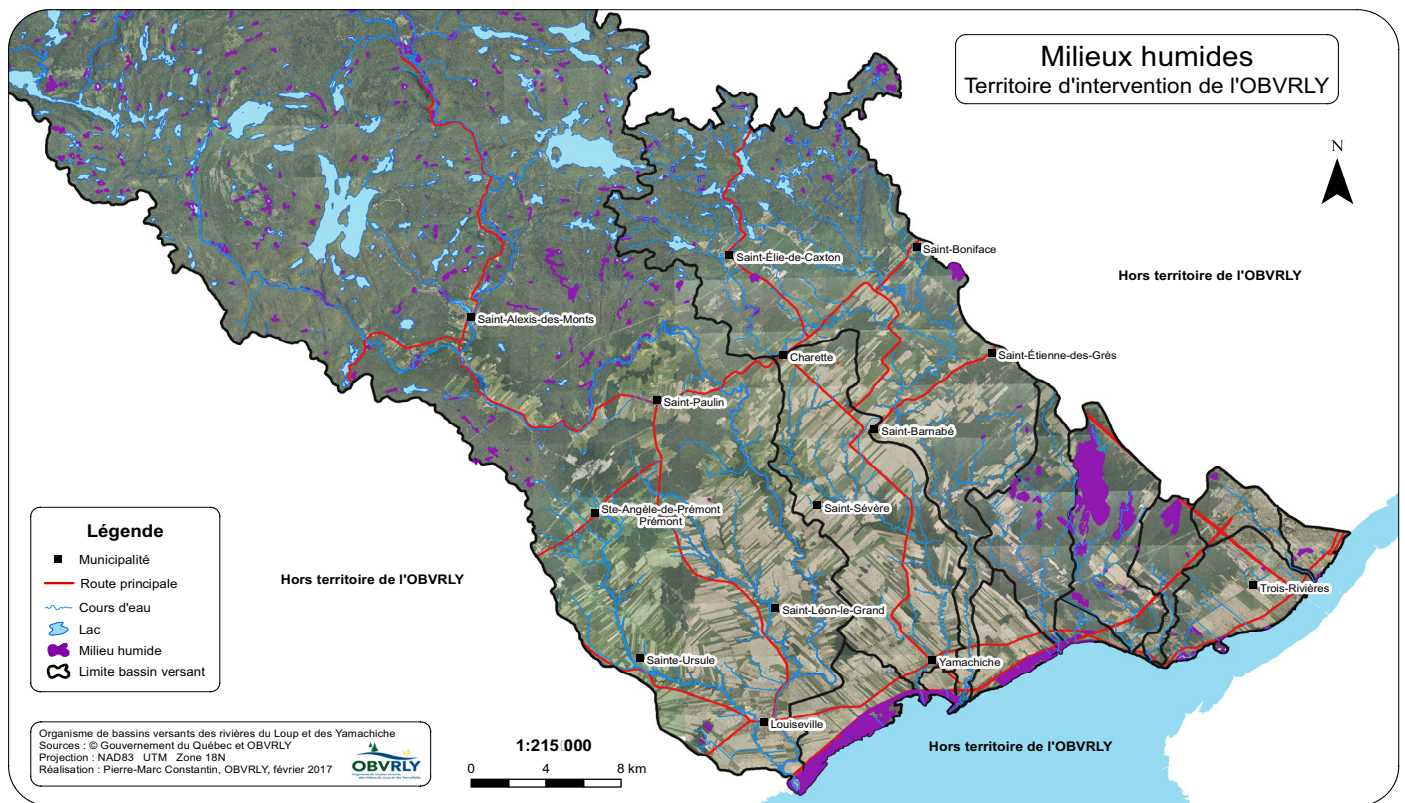 Milieux humides
Territoire d'intervention de l'OBVRLY
N
Saint-Boniface
Saint-Élie-de-Caxton
Hors territoire de l'OBVRLY
Saint-Alexis-des-Monts
Charette
Saint-Étienne-des-Grès
Saint-Paulin
Saint-Barnabé
Ste-Angèle-de-Prémont
Prémont
Saint-Sévère
Hors territoire de l'OBVRLY
Trois-Rivières
Saint-Léon-le-Grand
Sainte-Ursule
Yamachiche
Louiseville
Hors territoire de l'OBVRLY
Légende
Municipalité
Route principale
Cours d'eau
Lac
Milieu humide
Limite bassin versant
Organisme de bassins versants des rivières du Loup et des Yamachiche
Sources : © Gouvernement du Québec et OBVRLY
Projection : NAD83 UTM Zone 18N
Réalisation : Pierre-Marc Constantin, OBVRLY, février 2017
OBVRLY
1:215 000
0 4 8 km